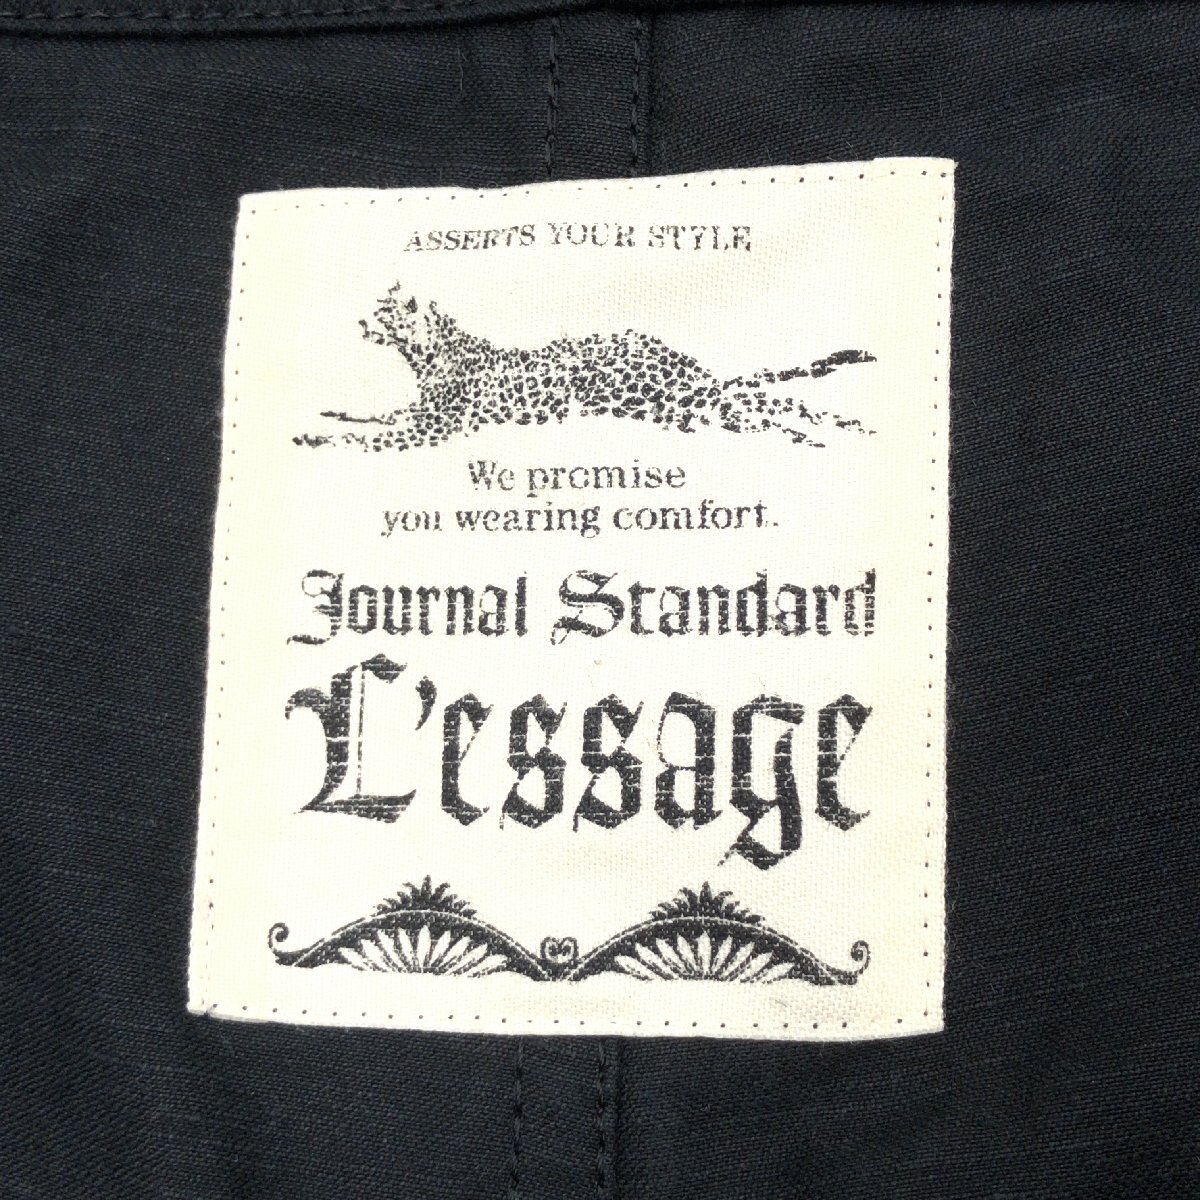 ASSERTS YOUR STYLE
We promise
you wearing comfort.
Journal Standard
L'essage